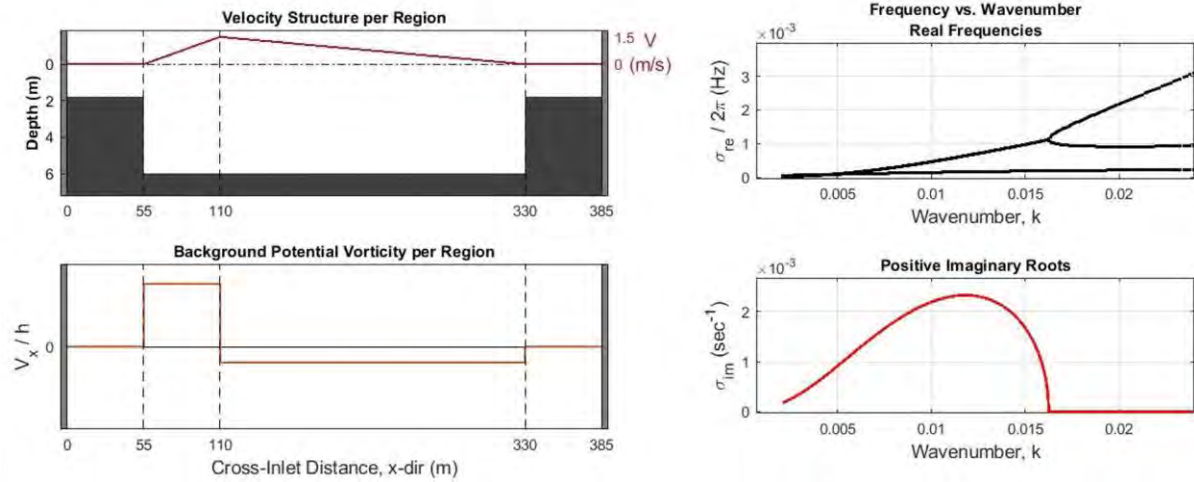 Velocity Structure per Region
1.5 V
0 (m/s)
Depth (m)
0
2
4
6
0 55 110 330 385
Background Potential Vorticity per Region
V_x / h
0
0 55 110 330 385
Cross-Inlet Distance, x-dir (m)
Frequency vs. Wavenumber
Real Frequencies
×10^-3
σ_re / 2π (Hz)
3
2
1
0
0.005 0.01 0.015 0.02
Wavenumber, k
Positive Imaginary Roots
×10^-3
σ_im (sec^-1)
2
1
0
0.005 0.01 0.015 0.02
Wavenumber, k